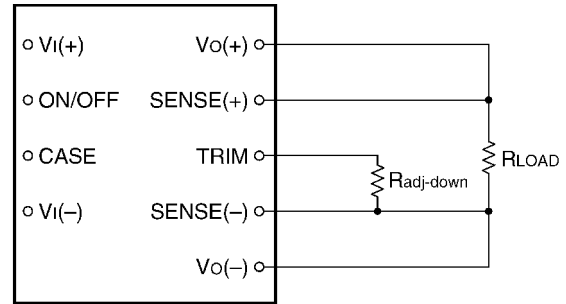 VI(+)
VO(+)
ON/OFF
SENSE(+)
CASE
TRIM
RLOAD
Radj-down
VI(–)
SENSE(–)
VO(–)